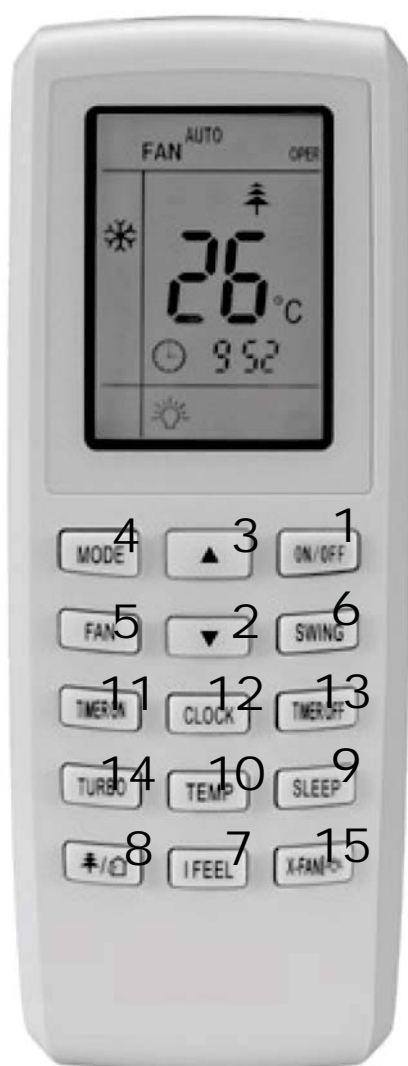 AUTO
FAN OPER
26 °C
9 52
4 3 1
MODE ▲ ON/OFF
5 2 6
FAN ▼ SWING
11 12 13
TIMER ON CLOCK TIMER OFF
14 10 9
TURBO TEMP SLEEP
8 7 15
I FEEL X-FAN